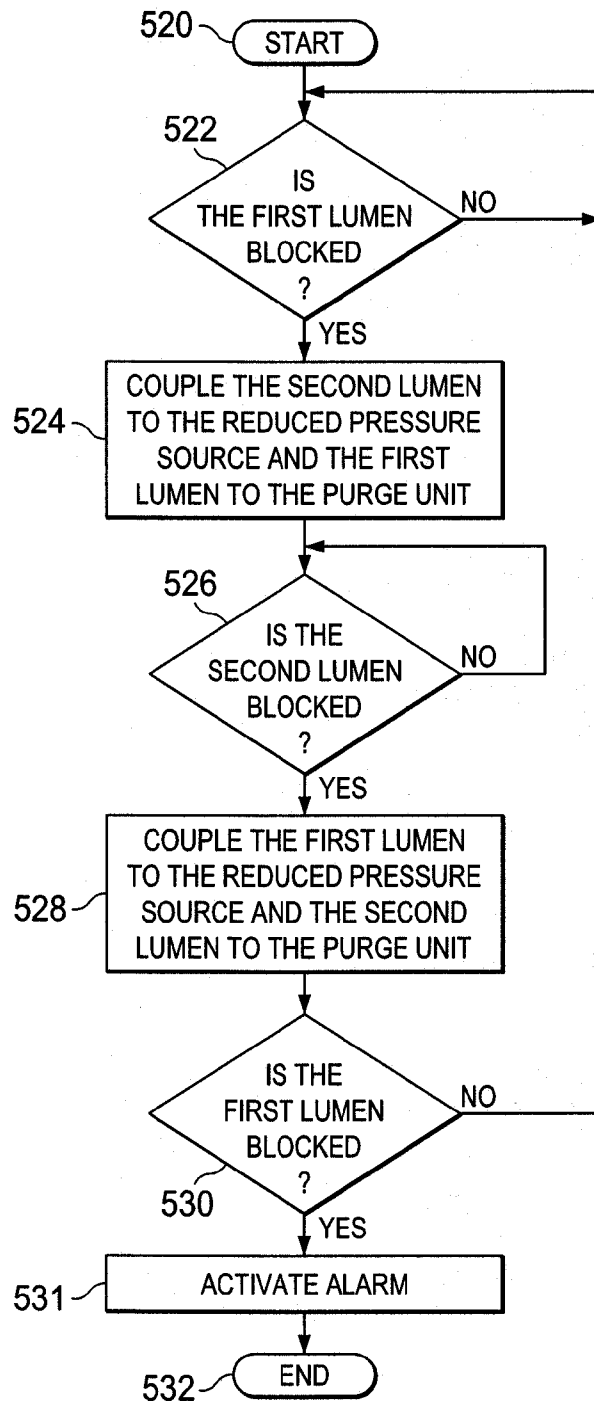 520
START
522
IS
THE FIRST LUMEN
BLOCKED
?
NO
YES
524
COUPLE THE SECOND LUMEN
TO THE REDUCED PRESSURE
SOURCE AND THE FIRST
LUMEN TO THE PURGE UNIT
526
IS THE
SECOND LUMEN
BLOCKED
?
NO
YES
528
COUPLE THE FIRST LUMEN
TO THE REDUCED PRESSURE
SOURCE AND THE SECOND
LUMEN TO THE PURGE UNIT
IS THE
FIRST LUMEN
BLOCKED
?
NO
530
YES
531
ACTIVATE ALARM
532
END